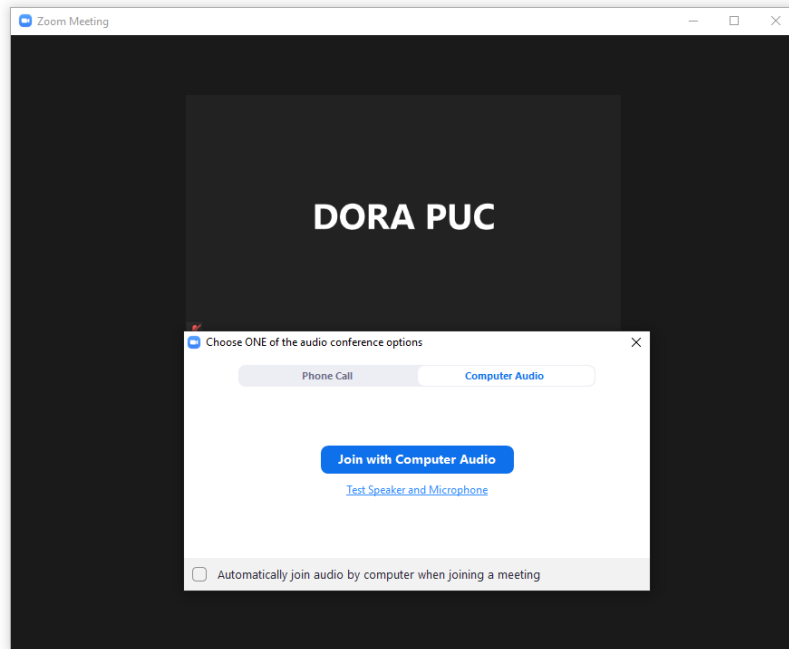 Zoom Meeting
DORA PUC
Choose ONE of the audio conference options
Phone Call
Computer Audio
Join with Computer Audio
Test Speaker and Microphone
Automatically join audio by computer when joining a meeting